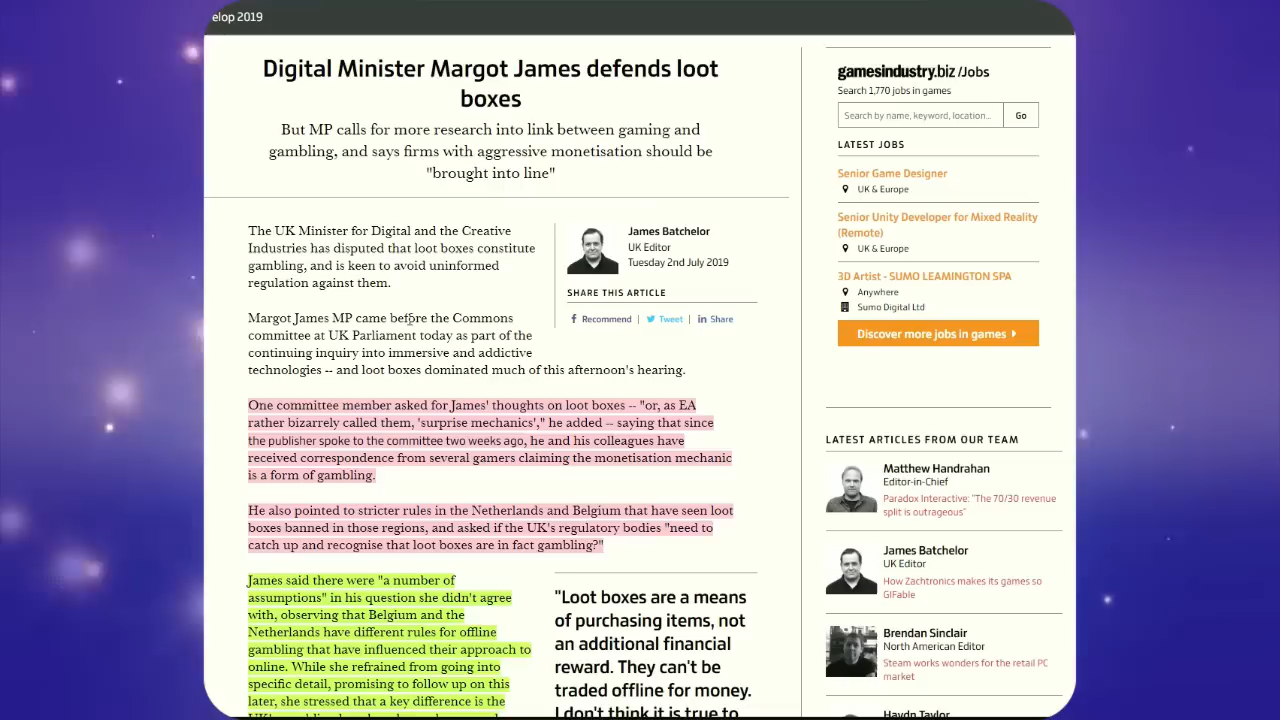 elop 2019
Digital Minister Margot James defends loot
boxes
But MP calls for more research into link between gaming and
gambling, and says firms with aggressive monetisation should be
"brought into line"
The UK Minister for Digital and the Creative
Industries has disputed that loot boxes constitute
gambling, and is keen to avoid uninformed
regulation against them.
Margot James MP came before the Commons
committee at UK Parliament today as part of the
continuing inquiry into immersive and addictive
technologies -- and loot boxes dominated much of this afternoon's hearing.
James Batchelor
UK Editor
Tuesday 2nd July 2019
SHARE THIS ARTICLE
Recommend
Tweet
Share
One committee member asked for James' thoughts on loot boxes -- "or, as EA
rather bizarrely called them, 'surprise mechanics'," he added -- saying that since
the publisher spoke to the committee two weeks ago, he and his colleagues have
received correspondence from several gamers claiming the monetisation mechanic
is a form of gambling.
He also pointed to stricter rules in the Netherlands and Belgium that have seen loot
boxes banned in those regions, and asked if the UK's regulatory bodies "need to
catch up and recognise that loot boxes are in fact gambling?"
James said there were "a number of
assumptions" in his question she didn't agree
with, observing that Belgium and the
Netherlands have different rules for offline
gambling that have influenced their approach to
online. While she refrained from going into
specific detail, promising to follow up on this
later, she stressed that a key difference is the
"Loot boxes are a means
of purchasing items, not
an additional financial
reward. They can't be
traded offline for money.
I don't think it is true to
gamesindustry.biz /Jobs
Search 1,770 jobs in games
Search by name, keyword, location...
Go
LATEST JOBS
Senior Game Designer
UK & Europe
Senior Unity Developer for Mixed Reality
(Remote)
UK & Europe
3D Artist - SUMO LEAMINGTON SPA
Anywhere
Sumo Digital Ltd
Discover more jobs in games
LATEST ARTICLES FROM OUR TEAM
Matthew Handrahan
Editor-in-Chief
Paradox Interactive: "The 70/30 revenue
split is outrageous"
James Batchelor
UK Editor
How Zachtronics makes its games so
GIFable
Brendan Sinclair
North American Editor
Steam works wonders for the retail PC
market
Haydn Taylor